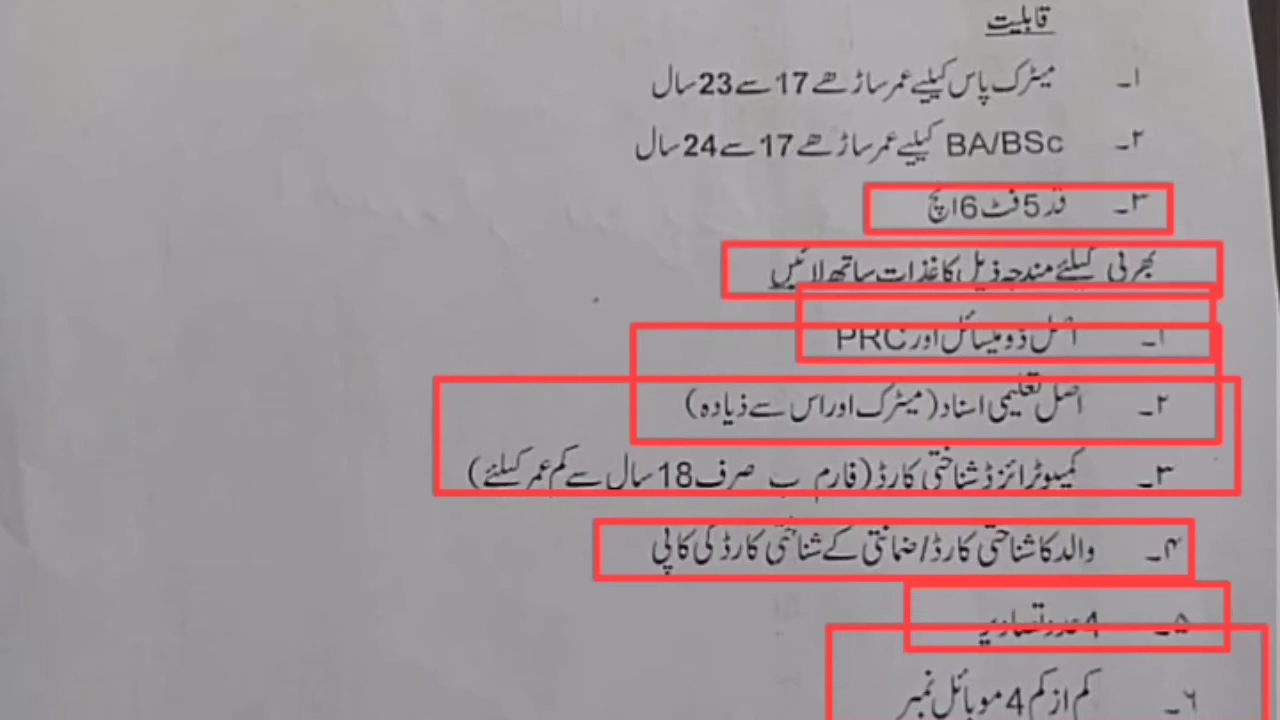 قابلیت
۱۔ میٹرک پاس کیلیے عمر ساڑھے 17 سے 23 سال
۲۔ BA/BSc کیلیے عمر ساڑھے 17 سے 24 سال
۳۔ قد 5 فٹ 6 انچ
بھرتی کیلئے مندجہ ذیل کاغذات ساتھ لائیں
۱۔ اصل ڈومیسائل اور PRC
۲۔ اصل تعلیمی اسناد (میٹرک اور اس سے ذیادہ)
۳۔ کمپیوٹرائزڈ شناختی کارڈ (فارم ب صرف 18 سال سے کم عمر کیلئے)
۴۔ والد کا شناختی کارڈ/ضمانتی کے شناختی کارڈ کی کاپی
۵۔ 4 عدد تصاویر
۶۔ کم از کم 4 موبائل نمبر